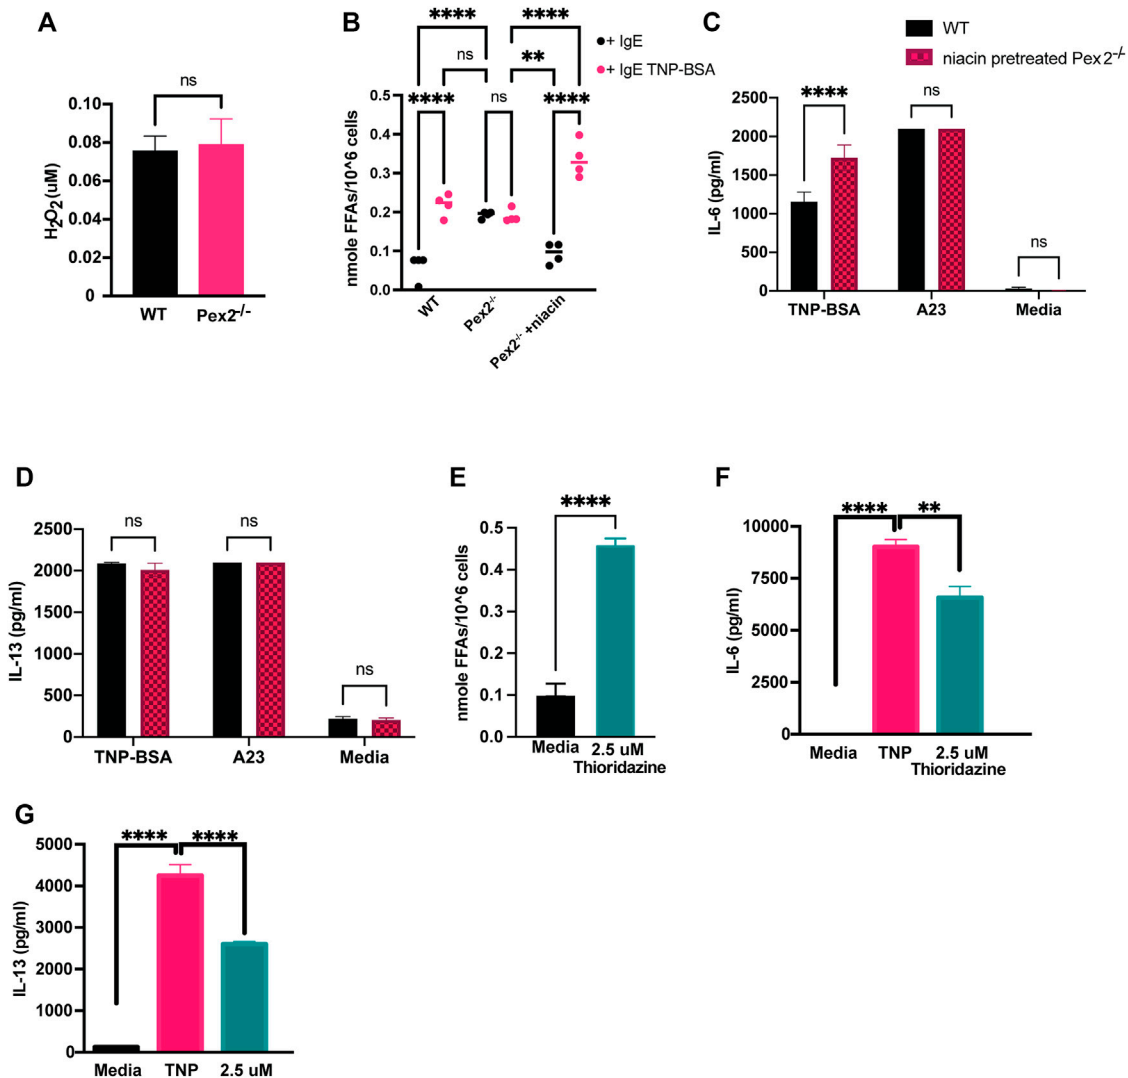 A
ns
0.10
0.08
0.06
0.04
0.02
0
H2O2(uM)
WT
Pex2-/-
B
**** ****
ns **
**** ns ****
+ IgE
+ IgE TNP-BSA
0.5
0.4
0.3
0.2
0.1
0.0
nmole FFAs/10^6 cells
WT
Pex2-/-
Pex2-/- +niacin
C
WT
niacin pretreated Pex2-/-
****
ns
ns
2500
2000
1500
1000
500
0
IL-6 (pg/ml)
TNP-BSA A23 Media
D
ns
ns
ns
2500
2000
1500
1000
500
0
IL-13 (pg/ml)
TNP-BSA A23 Media
E
****
0.5
0.4
0.3
0.2
0.1
0.0
nmole FFAs/10^6 cells
Media 2.5 uM
Thioridazine
F
**** **
10000
7500
5000
2500
0
IL-6 (pg/ml)
Media TNP 2.5 uM
Thioridazine
G
**** ****
5000
4000
3000
2000
1000
0
IL-13 (pg/ml)
Media TNP 2.5 uM